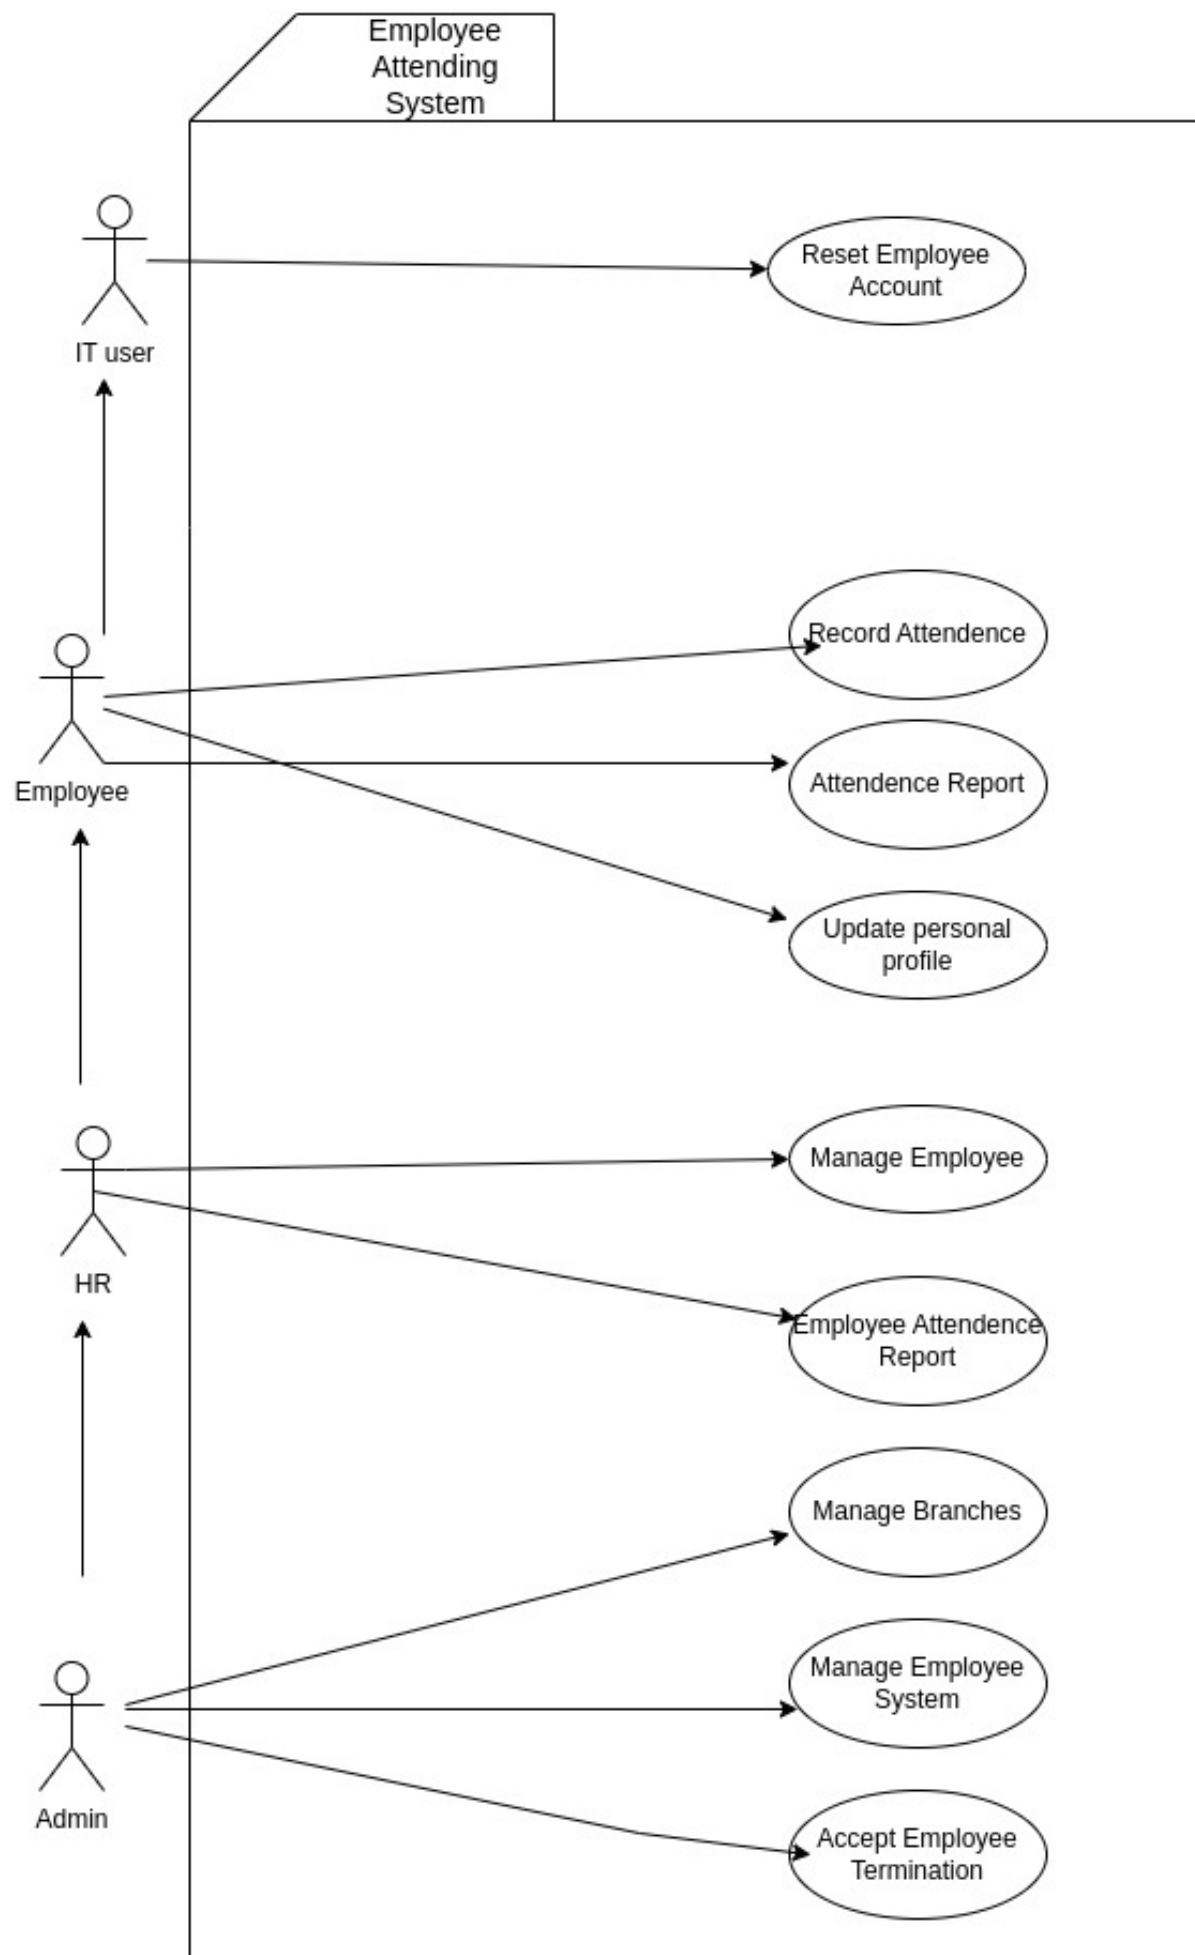 Employee
Attending
System
Reset Employee
Account
IT user
Record Attendence
Attendence Report
Employee
Update personal
profile
Manage Employee
HR
Employee Attendence
Report
Manage Branches
Manage Employee
System
Admin
Accept Employee
Termination